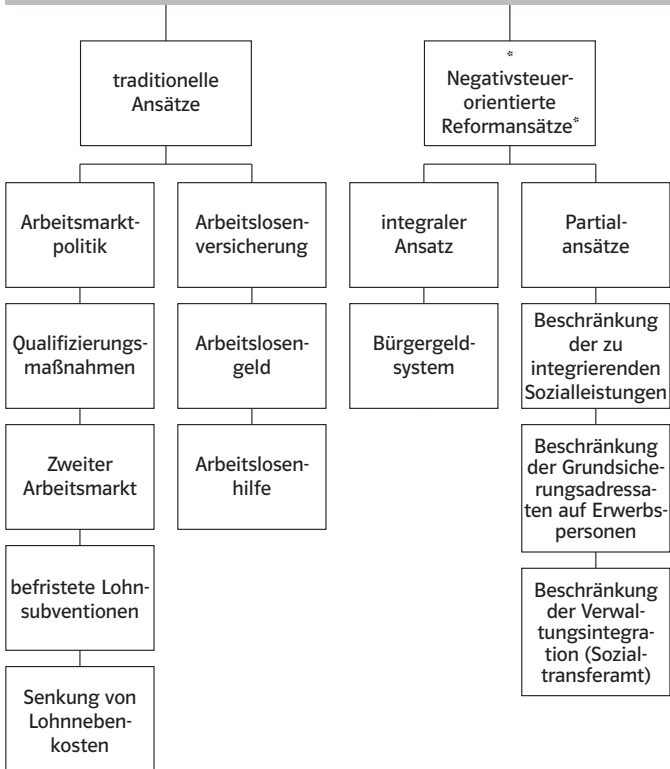 traditionelle
Ansätze
*
Negativsteuer-
orientierte
Reformansätze*
Arbeitsmarkt-
politik
Arbeitslosen-
versicherung
integraler
Ansatz
Partial-
ansätze
Qualifizierungs-
maßnahmen
Arbeitslosen-
geld
Bürgergeld-
system
Beschränkung
der zu
integrierenden
Sozialleistungen
Zweiter
Arbeitsmarkt
Arbeitslosen-
hilfe
Beschränkung
der Grundsiche-
rungsadressa-
ten auf Erwerbs-
personen
befristete Lohn-
subventionen
Beschränkung
der Verwal-
tungsintegra-
tion (Sozial-
transferamt)
Senkung von
Lohnneben-
kosten